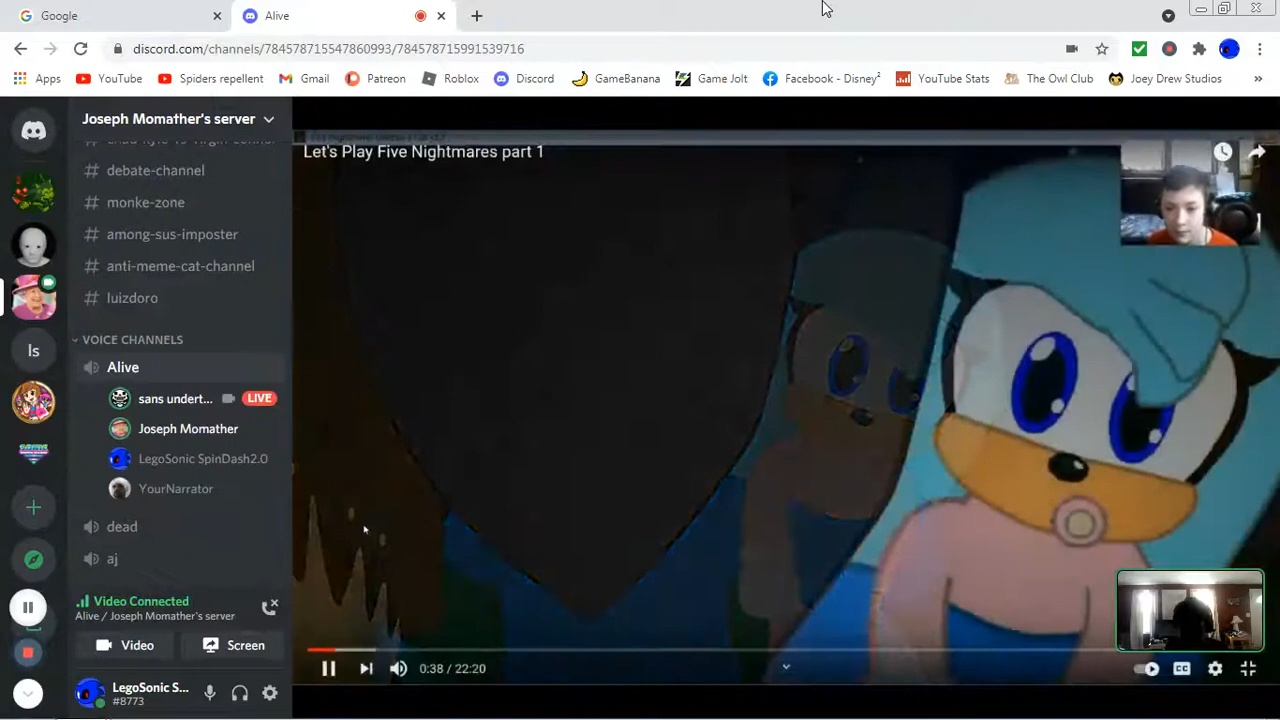 Google
Alive
discord.com/channels/784578715547860993/784578715991539716
Apps YouTube Spiders repellent Gmail Patreon Roblox Discord GameBanana Game Jolt Facebook - Disney² YouTube Stats The Owl Club Joey Drew Studios »
Joseph Momather's server
# debate-channel
# monke-zone
# among-sus-imposter
# anti-meme-cat-channel
# luizdoro
VOICE CHANNELS
Alive
sans undert... LIVE
Joseph Momather
LegoSonic SpinDash2.0
YourNarrator
dead
aj
Video Connected
Alive / Joseph Momather's server
Video Screen
LegoSonic S...
#8773
ls
Let's Play Five Nightmares part 1
0:38 / 22:20
CC